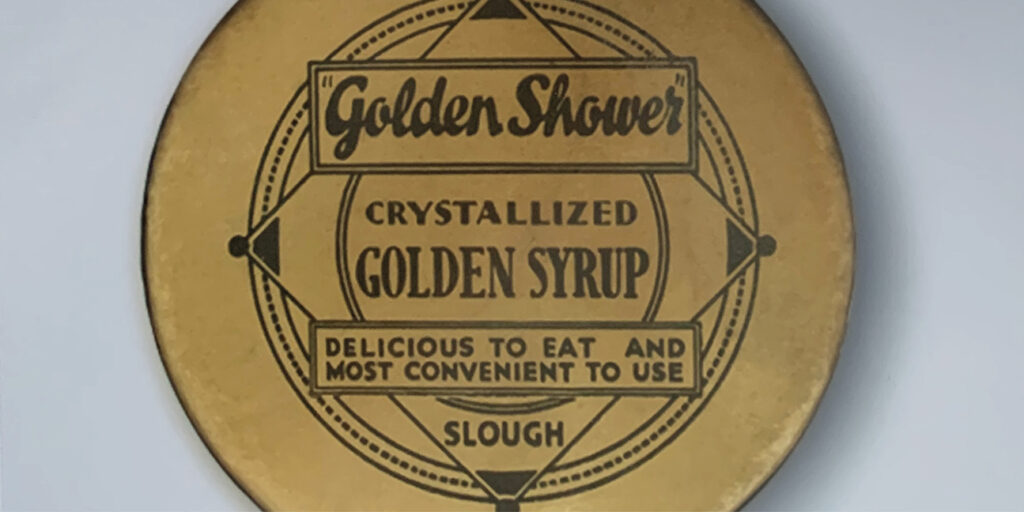 "Golden Shower"
CRYSTALLIZED
GOLDEN SYRUP
DELICIOUS TO EAT AND
MOST CONVENIENT TO USE
SLOUGH